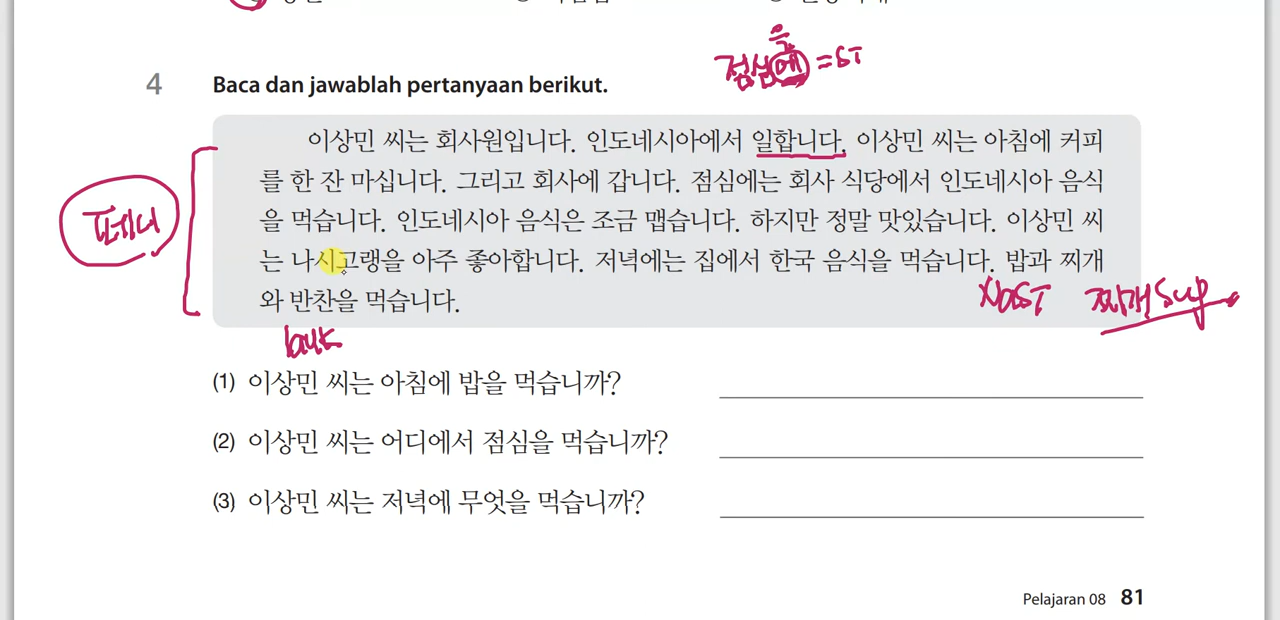 4 Baca dan jawablah pertanyaan berikut.
점심에 = ST
이상민 씨는 회사원입니다. 인도네시아에서 일합니다. 이상민 씨는 아침에 커피
를 한 잔 마십니다. 그리고 회사에 갑니다. 점심에는 회사 식당에서 인도네시아 음식
을 먹습니다. 인도네시아 음식은 조금 맵습니다. 하지만 정말 맛있습니다. 이상민 씨
는 나시고랭을 아주 좋아합니다. 저녁에는 집에서 한국 음식을 먹습니다. 밥과 찌개
와 반찬을 먹습니다.
찌개 Sup
lauk
(1) 이상민 씨는 아침에 밥을 먹습니까?
(2) 이상민 씨는 어디에서 점심을 먹습니까?
(3) 이상민 씨는 저녁에 무엇을 먹습니까?
Pelajaran 08 81